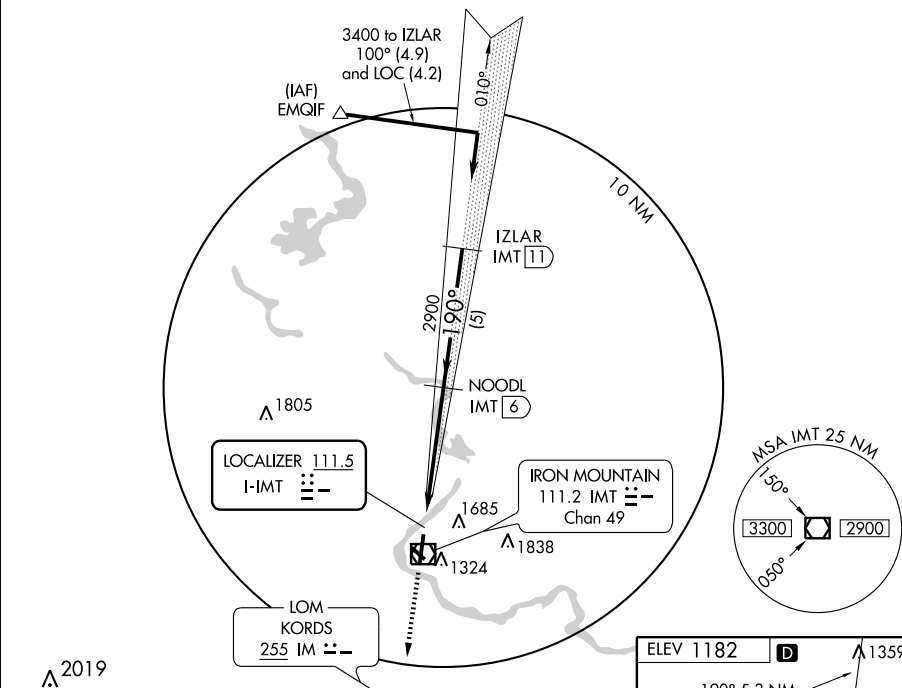 3400 to IZLAR
100° (4.9)
and LOC (4.2)
010°
(IAF)
EMQIF
10 NM
IZLAR
IMT 11
2900
190°
(5)
NOODL
IMT 6
1805
LOCALIZER 111.5
I-IMT
IRON MOUNTAIN
111.2 IMT
Chan 49
1685
1838
1324
MSA IMT 25 NM
150°
3300
2900
050°
LOM
KORDS
255 IM
2019
ELEV 1182
D
1359